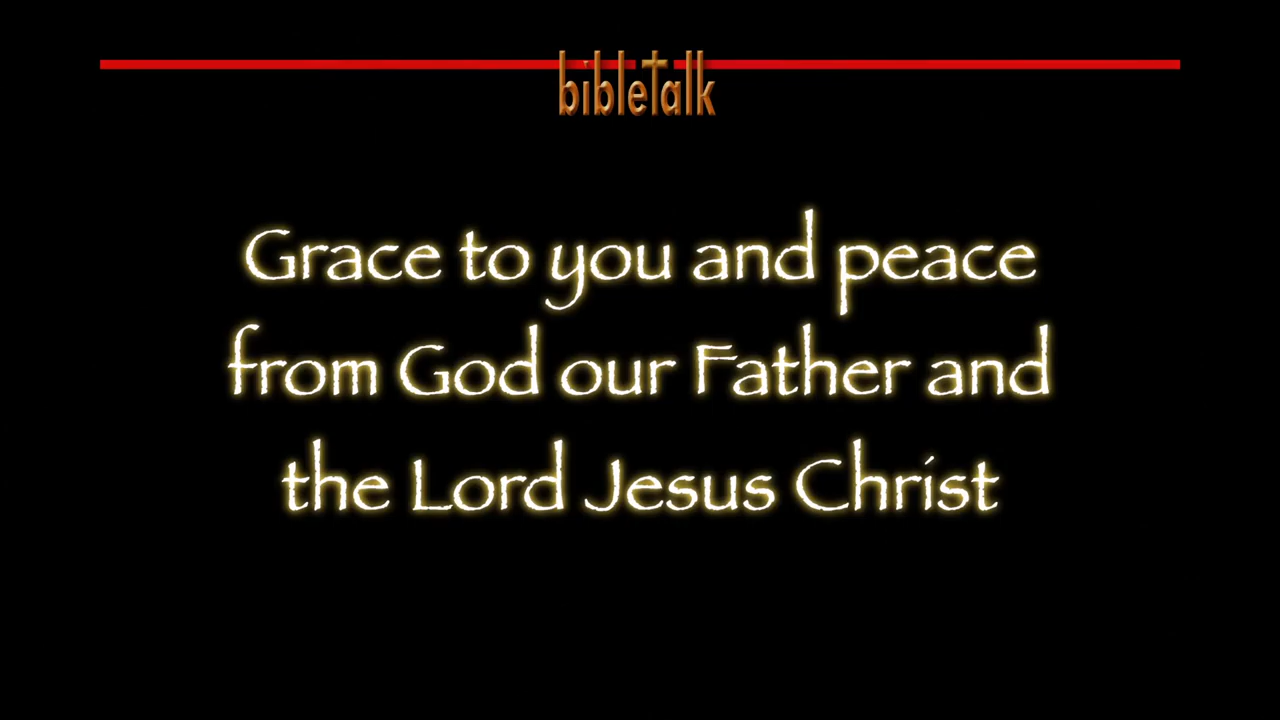 bibleTalk
Grace to you and peace
from God our Father and
the Lord Jesus Christ